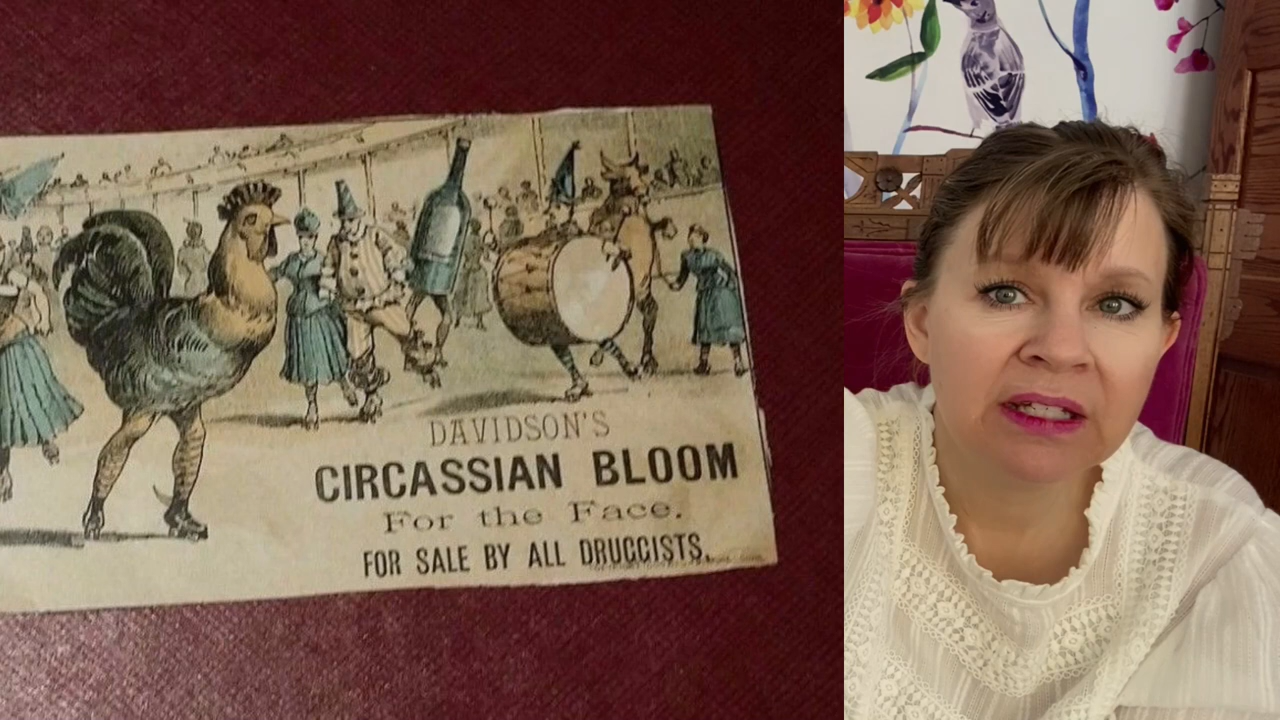 DAVIDSON'S
CIRCASSIAN BLOOM
For the Face.
FOR SALE BY ALL DRUGGISTS.